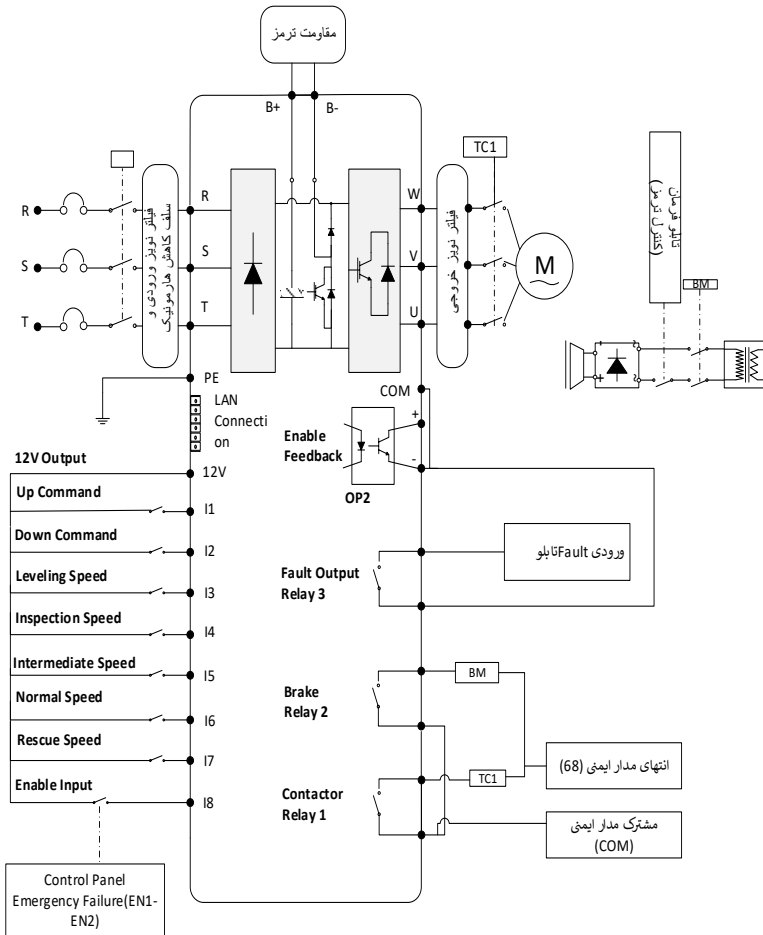 مقاومت ترمز
B+
B-
TC1
R
S
T
فیلتر نویز ورودی و
سلف کاهش هارمونیک
R
S
T
W
V
U
فیلتر نویز خروجی
M
تابلو فرمان
(کنترل ترمز)
BM
PE
LAN
Connecti
on
COM
+
-
Enable
Feedback
OP2
12V Output
12V
Up Command
I1
Down Command
I2
Leveling Speed
I3
Inspection Speed
I4
Intermediate Speed
I5
Normal Speed
I6
Rescue Speed
I7
Enable Input
I8
Fault Output
Relay 3
ورودی Fault تابلو
Brake
Relay 2
BM
Contactor
Relay 1
TC1
انتهای مدار ایمنی (68)
مشترک مدار ایمنی
(COM)
Control Panel
Emergency Failure(EN1-
EN2)